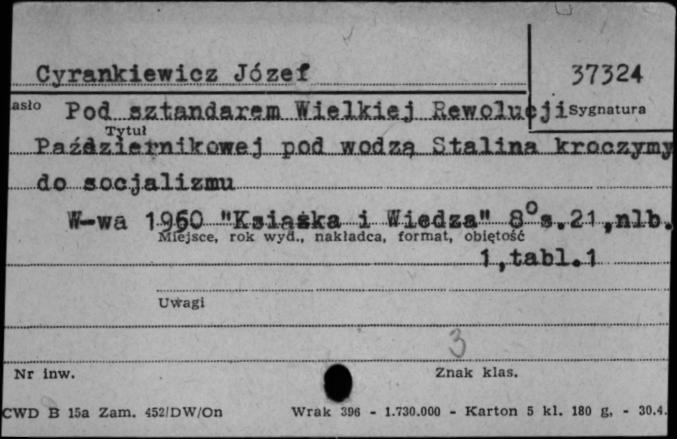 Cyrankiewicz Józef
37324
asło
Sygnatura
Pod sztandarem Wielkiej Rewolucji
Tytuł
Październikowej pod wodzą Stalina kroczymy
do socjalizmu
W-wa 1960 "Książka i Wiedza" 8° s.21,nlb.
Miejsce, rok wyd., nakładca, format, objętość
1,tabl.1
Uwagi
3
Nr inw.
Znak klas.
CWD B 15a Zam. 452/DW/On
Wrak 396 - 1.730.000 - Karton 5 kl. 180 g, - 30.4.